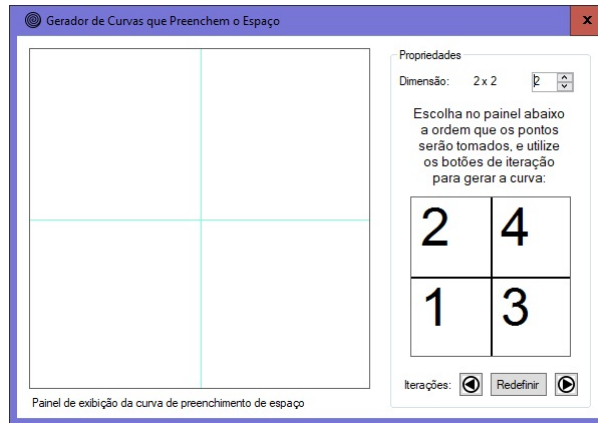 Gerador de Curvas que Preenchem o Espaço
x
Propriedades
Dimensão: 2 x 2 2
Escolha no painel abaixo
a ordem que os pontos
serão tomados, e utilize
os botões de iteração
para gerar a curva:
2 4
1 3
Iterações: Redefinir
Painel de exibição da curva de preenchimento de espaço